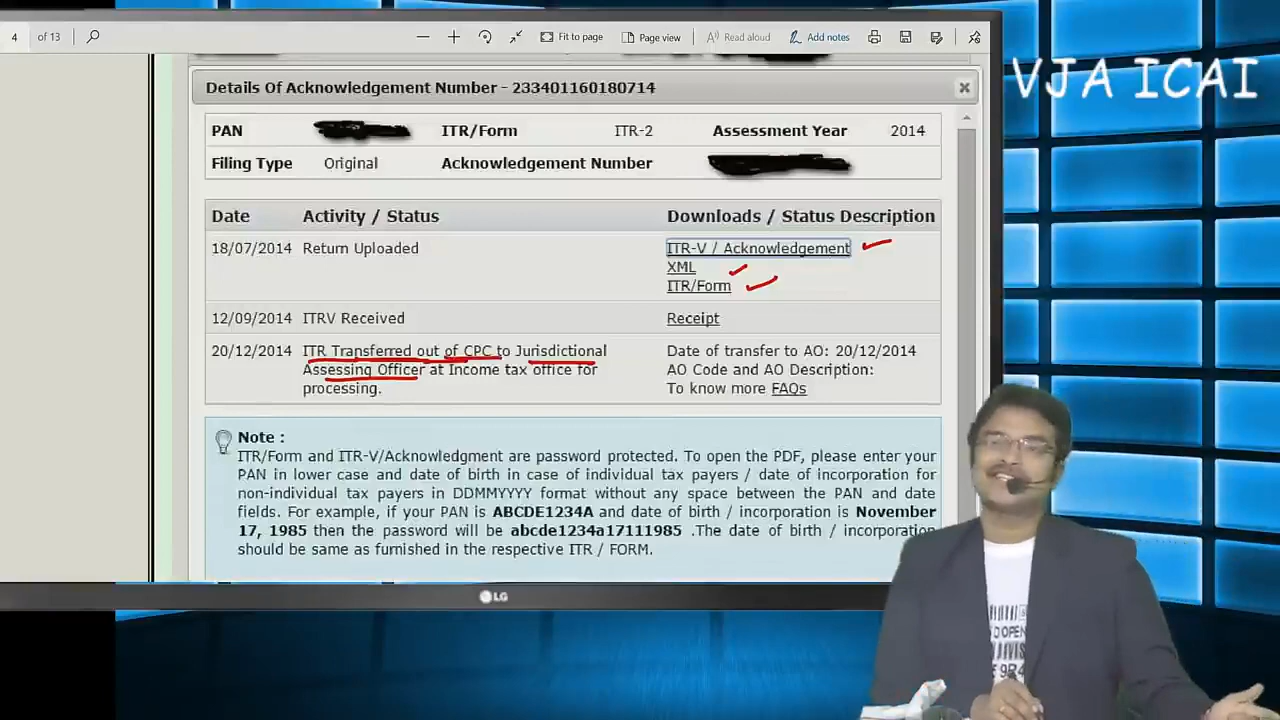 4 of 13 Fit to page Page view Read aloud Add notes
VJA ICAI
Details Of Acknowledgement Number - 233401160180714
PAN ITR/Form ITR-2 Assessment Year 2014
Filing Type Original Acknowledgement Number
Date Activity / Status Downloads / Status Description
18/07/2014 Return Uploaded ITR-V / Acknowledgement
XML
ITR/Form
12/09/2014 ITRV Received Receipt
20/12/2014 ITR Transferred out of CPC to Jurisdictional Date of transfer to AO: 20/12/2014
Assessing Officer at Income tax office for AO Code and AO Description:
processing. To know more FAQs
Note :
ITR/Form and ITR-V/Acknowledgment are password protected. To open the PDF, please enter your
PAN in lower case and date of birth in case of individual tax payers / date of incorporation for
non-individual tax payers in DDMMYYYY format without any space between the PAN and date
fields. For example, if your PAN is ABCDE1234A and date of birth / incorporation is November
17, 1985 then the password will be abcde1234a17111985 .The date of birth / incorporation
should be same as furnished in the respective ITR / FORM.
LG